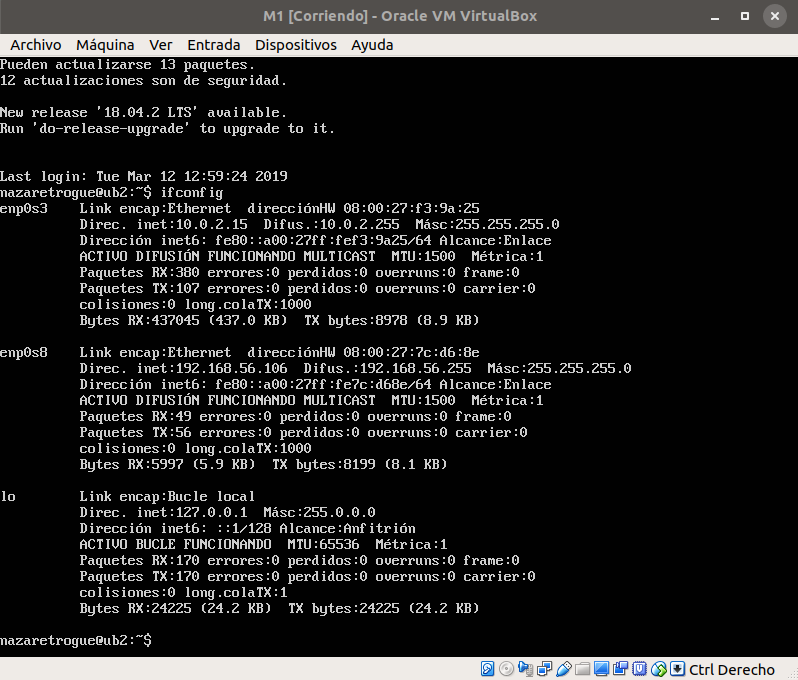 M1 [Corriendo] - Oracle VM VirtualBox
Archivo Máquina Ver Entrada Dispositivos Ayuda
Pueden actualizarse 13 paquetes.
12 actualizaciones son de seguridad.
New release '18.04.2 LTS' available.
Run 'do-release-upgrade' to upgrade to it.
Last login: Tue Mar 12 12:59:24 2019
nazaretrogue@ub2:~$ ifconfig
enp0s3 Link encap:Ethernet direcciónHW 08:00:27:f3:9a:25
Direc. inet:10.0.2.15 Difus.:10.0.2.255 Másc:255.255.255.0
Dirección inet6: fe80::a00:27ff:fef3:9a25/64 Alcance:Enlace
ACTIVO DIFUSIÓN FUNCIONANDO MULTICAST MTU:1500 Métrica:1
Paquetes RX:380 errores:0 perdidos:0 overruns:0 frame:0
Paquetes TX:107 errores:0 perdidos:0 overruns:0 carrier:0
colisiones:0 long.colaTX:1000
Bytes RX:437045 (437.0 KB) TX bytes:8978 (8.9 KB)
enp0s8 Link encap:Ethernet direcciónHW 08:00:27:7c:d6:8e
Direc. inet:192.168.56.106 Difus.:192.168.56.255 Másc:255.255.255.0
Dirección inet6: fe80::a00:27ff:fe7c:d68e/64 Alcance:Enlace
ACTIVO DIFUSIÓN FUNCIONANDO MULTICAST MTU:1500 Métrica:1
Paquetes RX:49 errores:0 perdidos:0 overruns:0 frame:0
Paquetes TX:56 errores:0 perdidos:0 overruns:0 carrier:0
colisiones:0 long.colaTX:1000
Bytes RX:5997 (5.9 KB) TX bytes:8199 (8.1 KB)
lo Link encap:Bucle local
Direc. inet:127.0.0.1 Másc:255.0.0.0
Dirección inet6: ::1/128 Alcance:Anfitrión
ACTIVO BUCLE FUNCIONANDO MTU:65536 Métrica:1
Paquetes RX:170 errores:0 perdidos:0 overruns:0 frame:0
Paquetes TX:170 errores:0 perdidos:0 overruns:0 carrier:0
colisiones:0 long.colaTX:1
Bytes RX:24225 (24.2 KB) TX bytes:24225 (24.2 KB)
nazaretrogue@ub2:~$
Ctrl Derecho